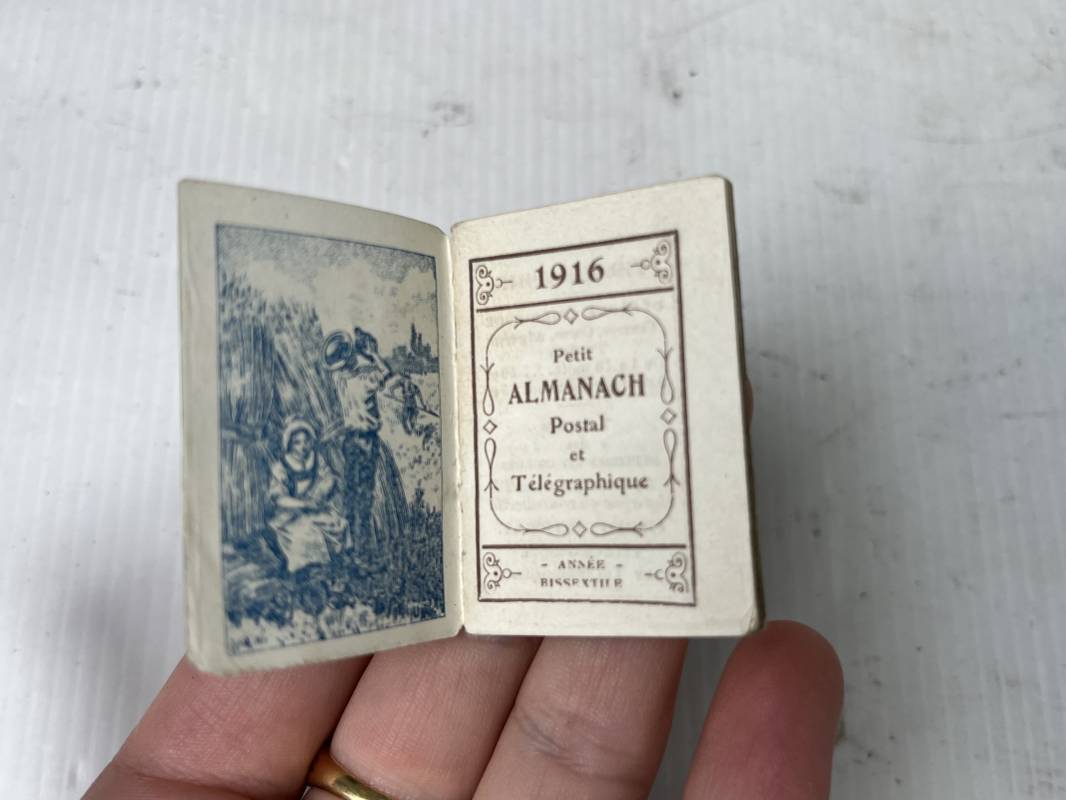 1916
Petit
ALMANACH
Postal
et
Télégraphique
- ANNÉE -
BISSEXTILE